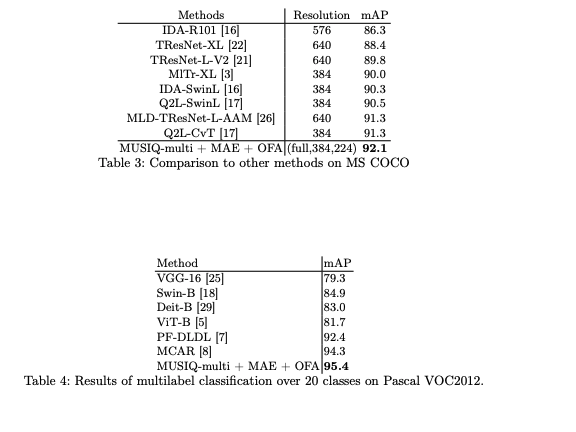 Methods Resolution mAP
IDA-R101 [16] 576 86.3
TResNet-XL [22] 640 88.4
TResNet-L-V2 [21] 640 89.8
MlTr-XL [3] 384 90.0
IDA-SwinL [16] 384 90.3
Q2L-SwinL [17] 384 90.5
MLD-TResNet-L-AAM [26] 640 91.3
Q2L-CvT [17] 384 91.3
MUSIQ-multi + MAE + OFA (full,384,224) 92.1
Table 3: Comparison to other methods on MS COCO
Method mAP
VGG-16 [25] 79.3
Swin-B [18] 84.9
Deit-B [29] 83.0
ViT-B [5] 81.7
PF-DLDL [7] 92.4
MCAR [8] 94.3
MUSIQ-multi + MAE + OFA 95.4
Table 4: Results of multilabel classification over 20 classes on Pascal VOC2012.